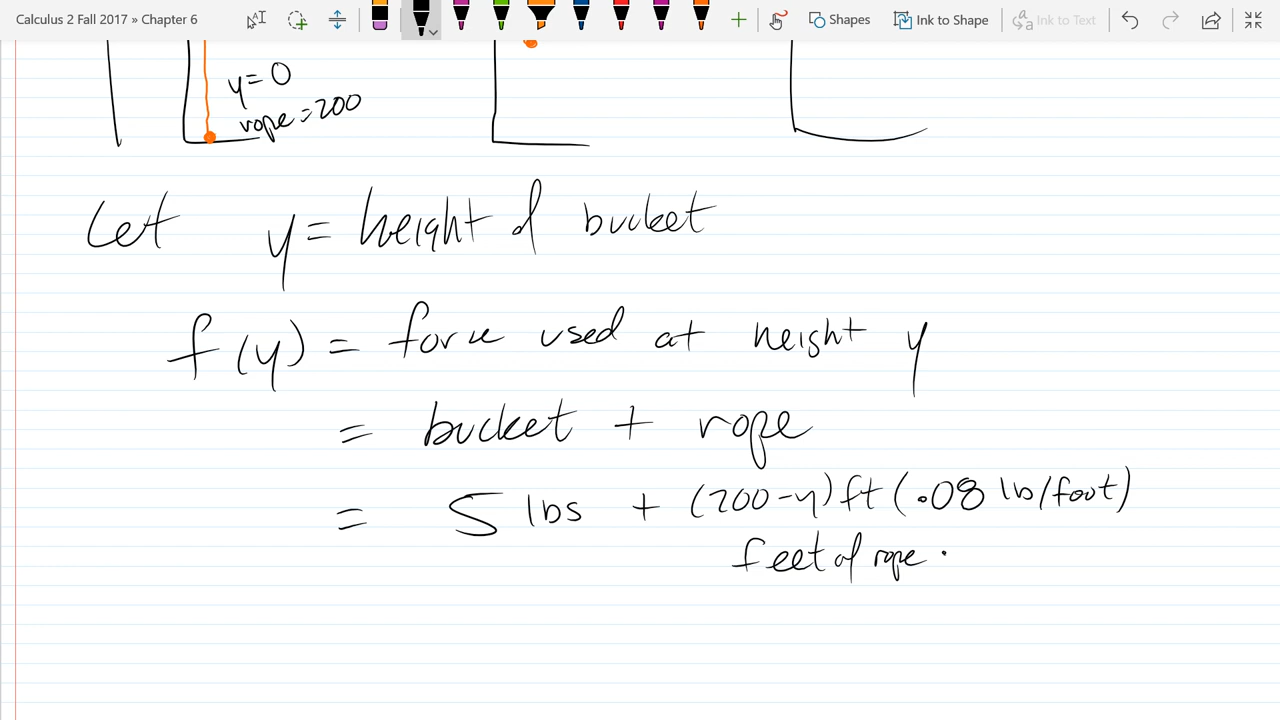 Calculus 2 Fall 2017 » Chapter 6
Shapes
Ink to Shape
Ink to Text
y=0
rope=200
Let y = height of bucket
f(y) = force used at height y
= bucket + rope
= 5 lbs + (200-y)ft (.08 lb/foot)
feet of rope ·